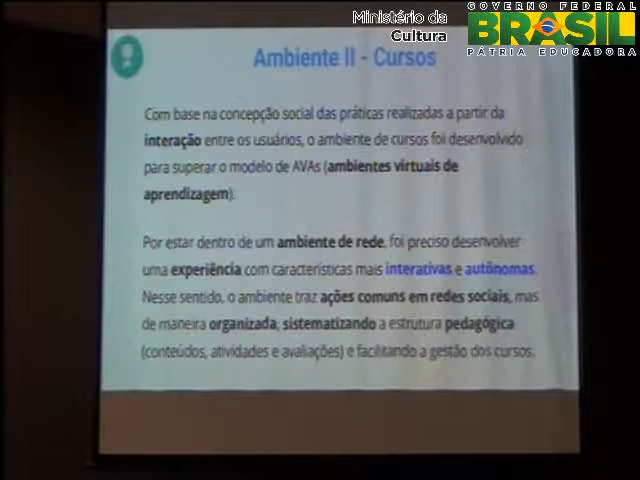 Ministério da
Cultura
GOVERNO FEDERAL
BRASIL
PÁTRIA EDUCADORA
Ambiente II - Cursos
Com base na concepção social das práticas realizadas a partir da
interação entre os usuários, o ambiente de cursos foi desenvolvido
para superar o modelo de AVAs (ambientes virtuais de
aprendizagem).
Por estar dentro de um ambiente de rede, foi preciso desenvolver
uma experiência com características mais interativas e autônomas.
Nesse sentido, o ambiente traz ações comuns em redes sociais, mas
de maneira organizada, sistematizando a estrutura pedagógica
(conteúdos, atividades e avaliações) e facilitando a gestão dos cursos.